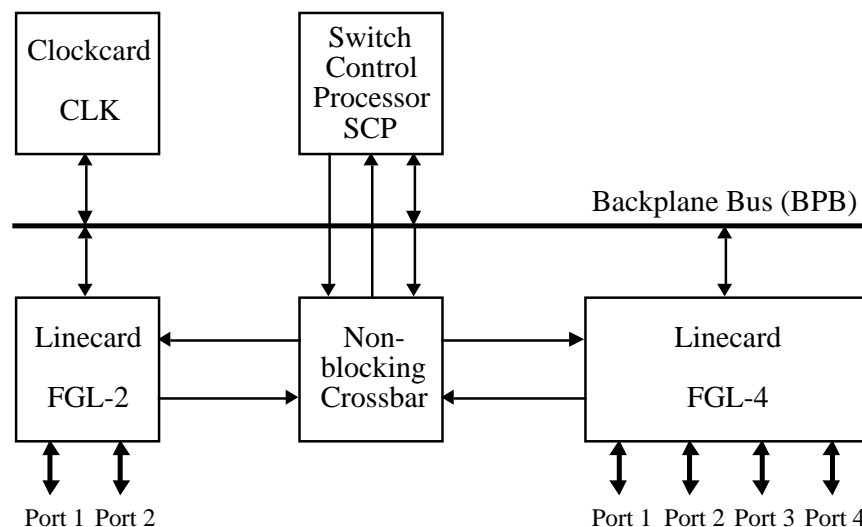 Clockcard
CLK
Switch
Control
Processor
SCP
Backplane Bus (BPB)
Linecard
FGL-2
Non-
blocking
Crossbar
Linecard
FGL-4
Port 1 Port 2
Port 1 Port 2 Port 3 Port 4